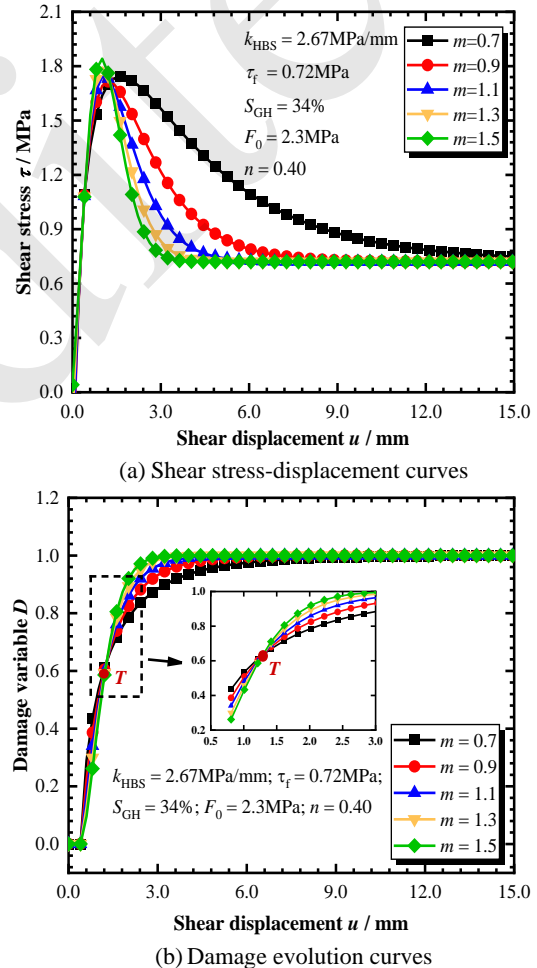 2.1
1.8
1.5
1.2
0.9
0.6
0.3
0.0
Shear stress τ / MPa
k_HBS = 2.67MPa/mm
τ_f = 0.72MPa
S_GH = 34%
F_0 = 2.3MPa
n = 0.40
m=0.7
m=0.9
m=1.1
m=1.3
m=1.5
0.0 3.0 6.0 9.0 12.0 15.0
Shear displacement u / mm
(a) Shear stress-displacement curves
1.2
1.0
0.8
0.6
0.4
0.2
0.0
Damage variable D
T
1.0
0.8
0.6
0.4
0.2
T
0.5 1.0 1.5 2.0 2.5 3.0
k_HBS = 2.67MPa/mm; τ_f = 0.72MPa;
S_GH = 34%; F_0 = 2.3MPa; n = 0.40
m = 0.7
m = 0.9
m = 1.1
m = 1.3
m = 1.5
0.0 3.0 6.0 9.0 12.0 15.0
Shear displacement u / mm
(b) Damage evolution curves